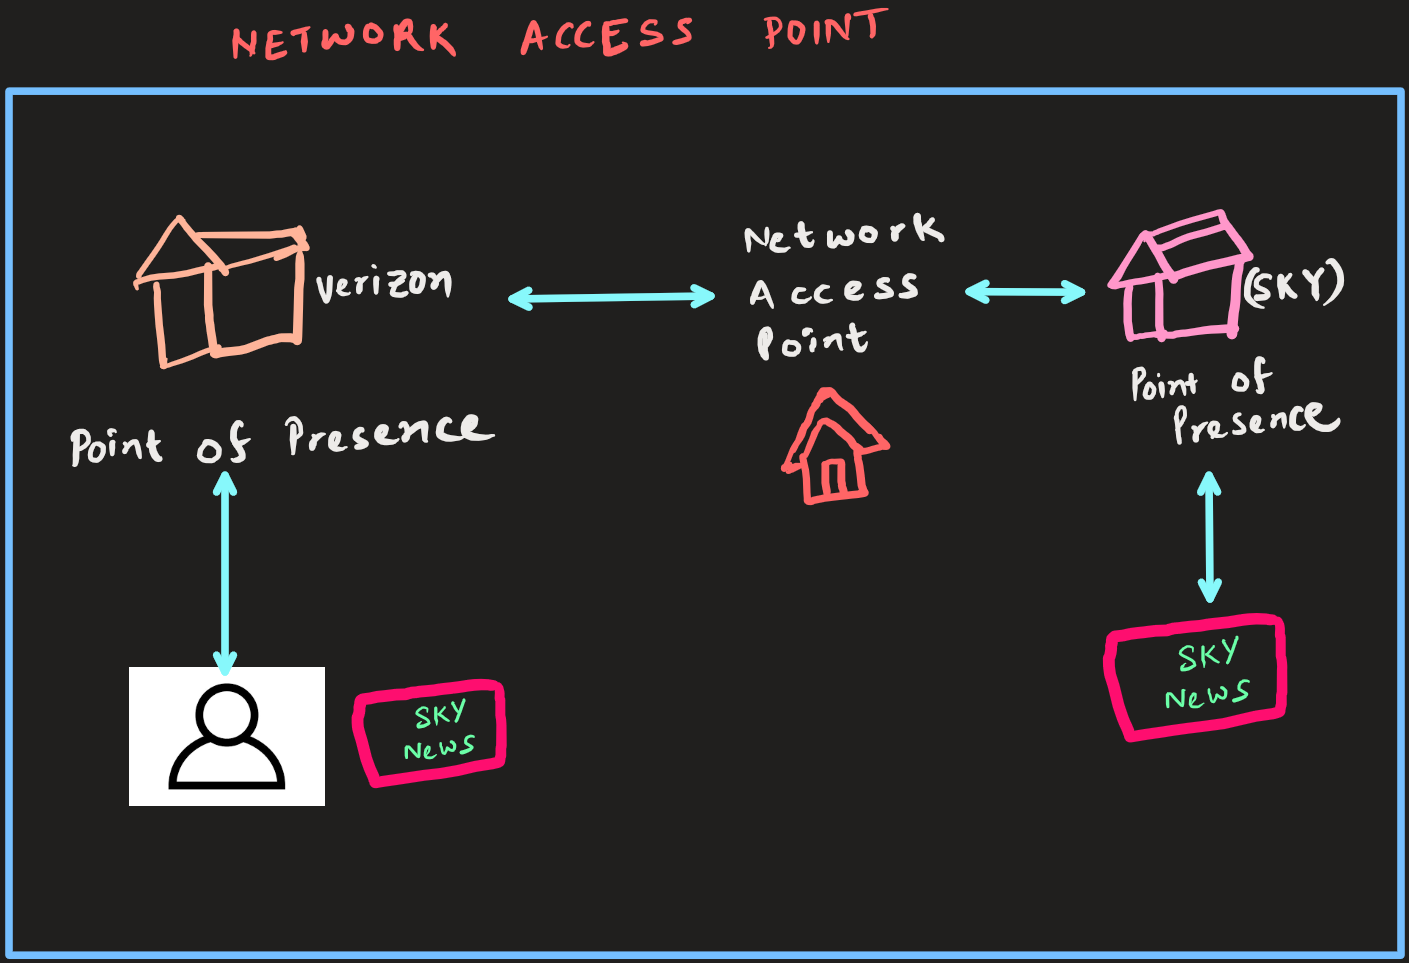 NETWORK ACCESS POINT
Verizon
Network
Access
Point
(SKY)
Point of Presence
Point of
Presence
SKY
News
SKY
News